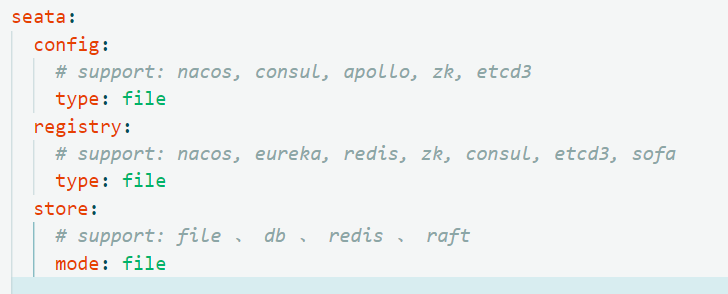 seata:
  config:
    # support: nacos, consul, apollo, zk, etcd3
    type: file
  registry:
    # support: nacos, eureka, redis, zk, consul, etcd3, sofa
    type: file
  store:
    # support: file 、 db 、 redis 、 raft
    mode: file